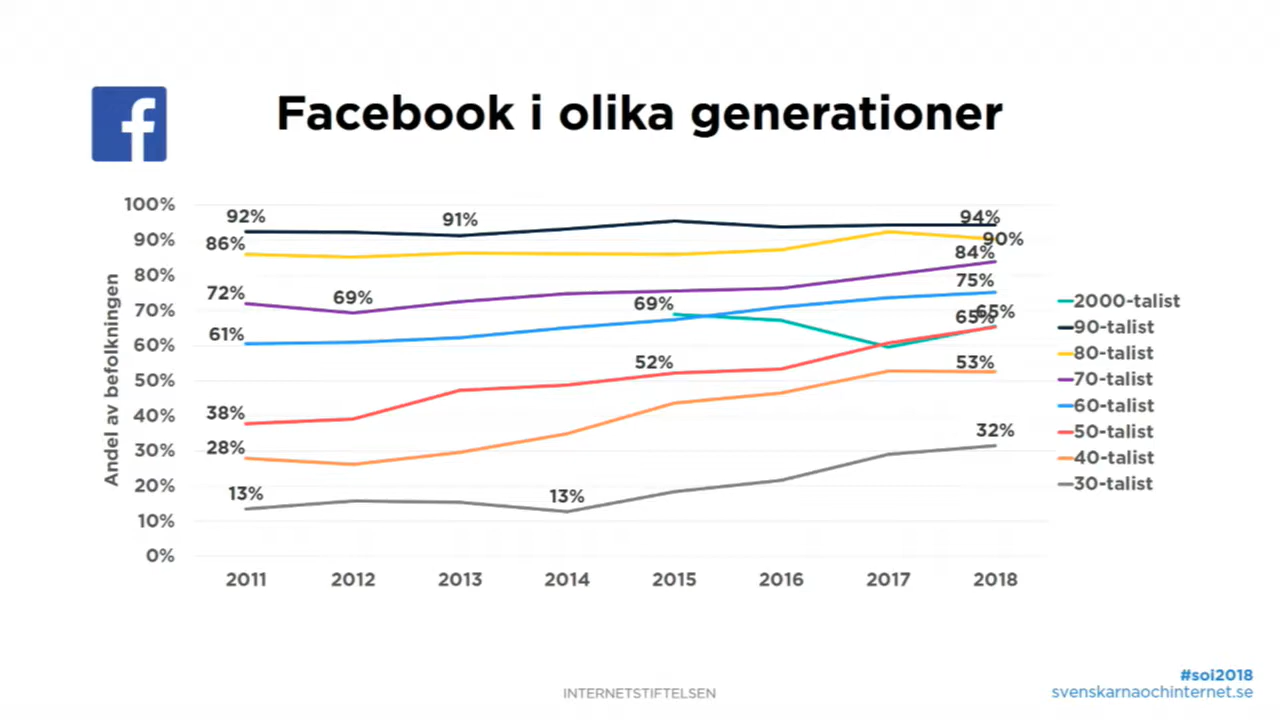 Facebook i olika generationer
Andel av befolkningen
100%
90%
80%
70%
60%
50%
40%
30%
20%
10%
0%
92%
91%
94%
86%
90%
84%
72%
69%
69%
75%
61%
65%
65%
52%
53%
38%
28%
32%
13%
13%
2011 2012 2013 2014 2015 2016 2017 2018
2000-talist
90-talist
80-talist
70-talist
60-talist
50-talist
40-talist
30-talist
INTERNETSTIFTELSEN
#soi2018
svenskarnaochinternet.se